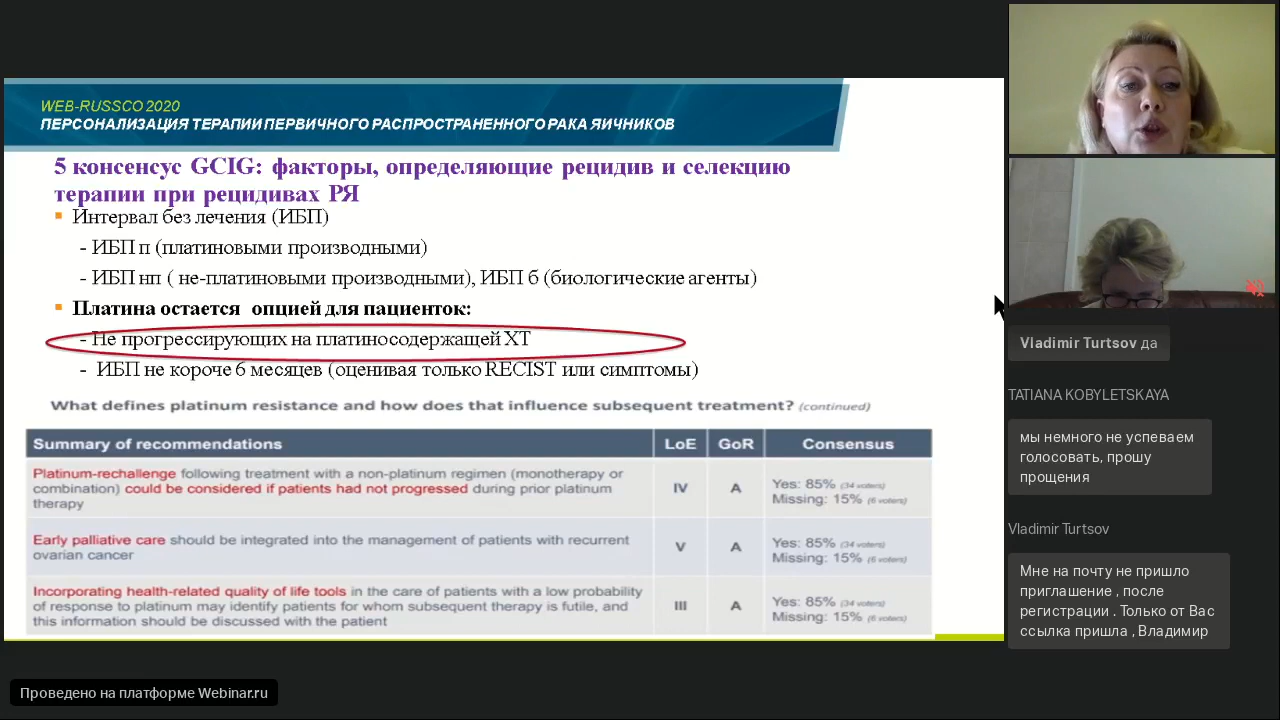 WEB-RUSSCO 2020
ПЕРСОНАЛИЗАЦИЯ ТЕРАПИИ ПЕРВИЧНОГО РАСПРОСТРАНЕННОГО РАКА ЯИЧНИКОВ
5 консенсус GCIG: факторы, определяющие рецидив и селекцию
терапии при рецидивах РЯ
Интервал без лечения (ИБП)
- ИБП п (платиновыми производными)
- ИБП нп ( не-платиновыми производными), ИБП б (биологические агенты)
Платина остается опцией для пациенток:
- Не прогрессирующих на платиносодержащей ХТ
- ИБП не короче 6 месяцев (оценивая только RECIST или симптомы)
What defines platinum resistance and how does that influence subsequent treatment? (continued)
Summary of recommendations LoE GoR Consensus
Platinum-rechallenge following treatment with a non-platinum regimen (monotherapy or
combination) could be considered if patients had not progressed during prior platinum
therapy
IV A
Yes: 85% (34 voters)
Missing: 15% (6 voters)
Early palliative care should be integrated into the management of patients with recurrent
ovarian cancer
V A
Yes: 85% (34 voters)
Missing: 15% (6 voters)
Incorporating health-related quality of life tools in the care of patients with a low probability
of response to platinum may identify patients for whom subsequent therapy is futile, and
this information should be discussed with the patient
III A
Yes: 85% (34 voters)
Missing: 15% (6 voters)
Vladimir Turtsov да
TATIANA KOBYLETSKAYA
мы немного не успеваем
голосовать, прошу
прощения
Vladimir Turtsov
Мне на почту не пришло
приглашение , после
регистрации . Только от Вас
ссылка пришла , Владимир
Проведено на платформе Webinar.ru